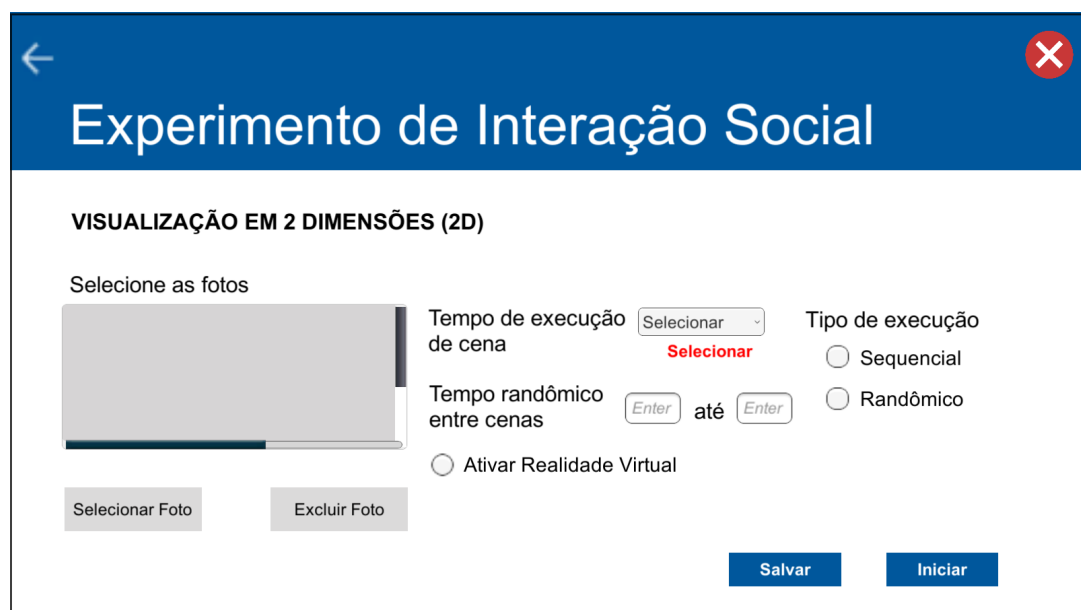 Experimento de Interação Social
VISUALIZAÇÃO EM 2 DIMENSÕES (2D)
Selecione as fotos
Tempo de execução
de cena
Selecionar
Selecionar
Tipo de execução
Sequencial
Randômico
Tempo randômico
entre cenas
Enter até Enter
Ativar Realidade Virtual
Selecionar Foto
Excluir Foto
Salvar
Iniciar